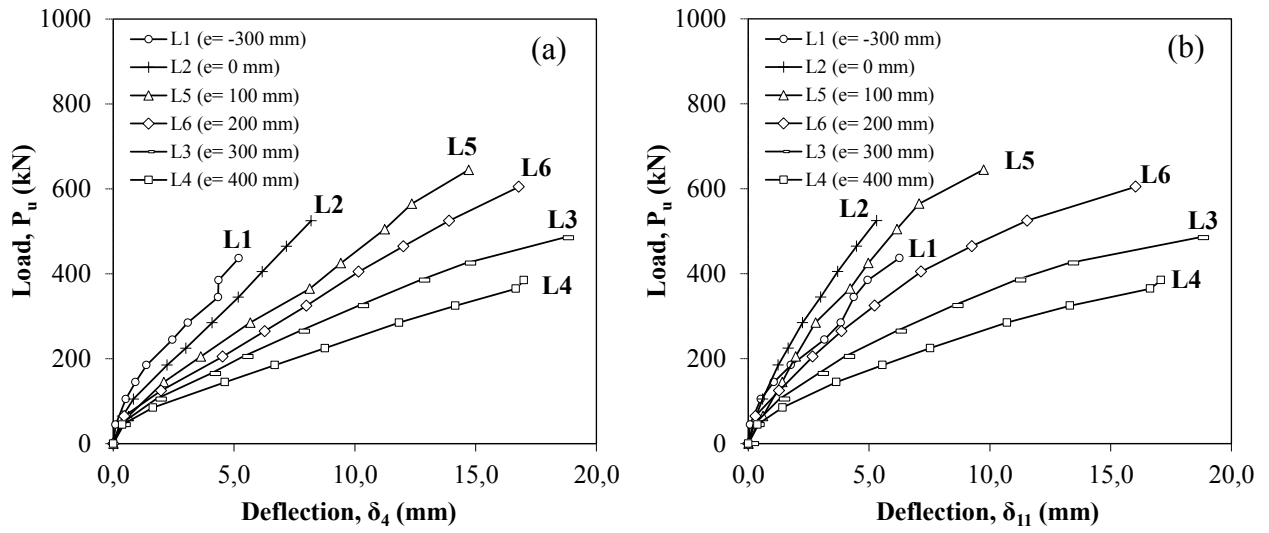 (a)
L1 (e= -300 mm)
L2 (e= 0 mm)
L5 (e= 100 mm)
L6 (e= 200 mm)
L3 (e= 300 mm)
L4 (e= 400 mm)
1000
800
600
400
200
0
Load, Pu (kN)
L1
L2
L5
L6
L3
L4
0,0
5,0
10,0
15,0
20,0
Deflection, δ4 (mm)
(b)
L1 (e= -300 mm)
L2 (e= 0 mm)
L5 (e= 100 mm)
L6 (e= 200 mm)
L3 (e= 300 mm)
L4 (e= 400 mm)
1000
800
600
400
200
0
Load, Pu (kN)
L2
L1
L5
L6
L3
L4
0,0
5,0
10,0
15,0
20,0
Deflection, δ11 (mm)